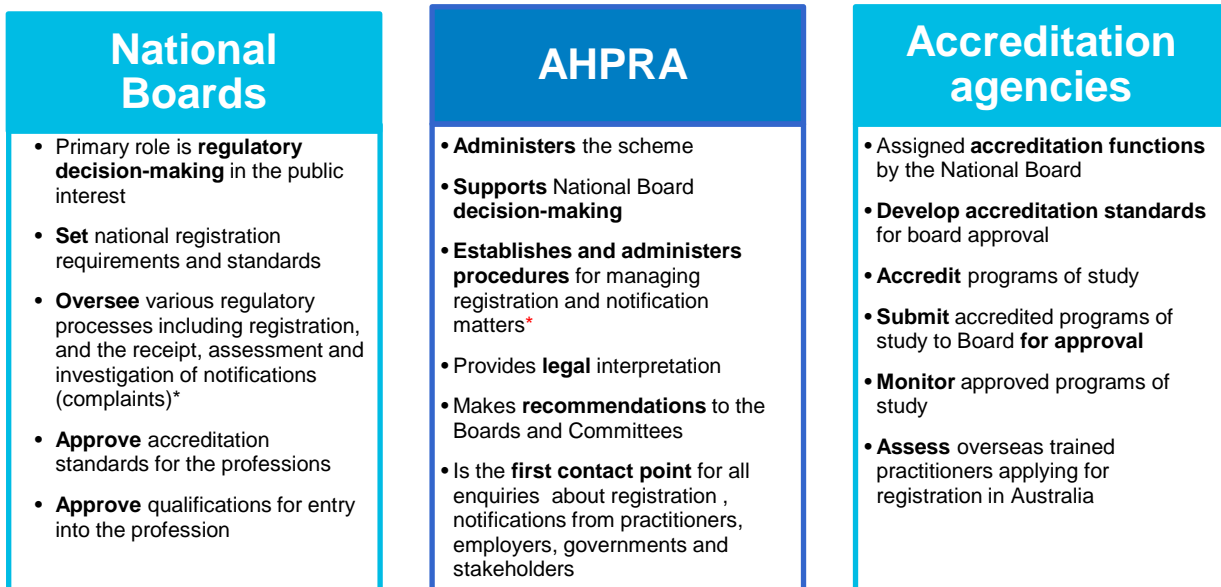 National
Boards
• Primary role is regulatory
decision-making in the public
interest
• Set national registration
requirements and standards
• Oversee various regulatory
processes including registration,
and the receipt, assessment and
investigation of notifications
(complaints)*
• Approve accreditation
standards for the professions
• Approve qualifications for entry
into the profession
AHPRA
• Administers the scheme
• Supports National Board
decision-making
• Establishes and administers
procedures for managing
registration and notification
matters*
• Provides legal interpretation
• Makes recommendations to the
Boards and Committees
• Is the first contact point for all
enquiries about registration ,
notifications from practitioners,
employers, governments and
stakeholders
Accreditation
agencies
• Assigned accreditation functions
by the National Board
• Develop accreditation standards
for board approval
• Accredit programs of study
• Submit accredited programs of
study to Board for approval
• Monitor approved programs of
study
• Assess overseas trained
practitioners applying for
registration in Australia